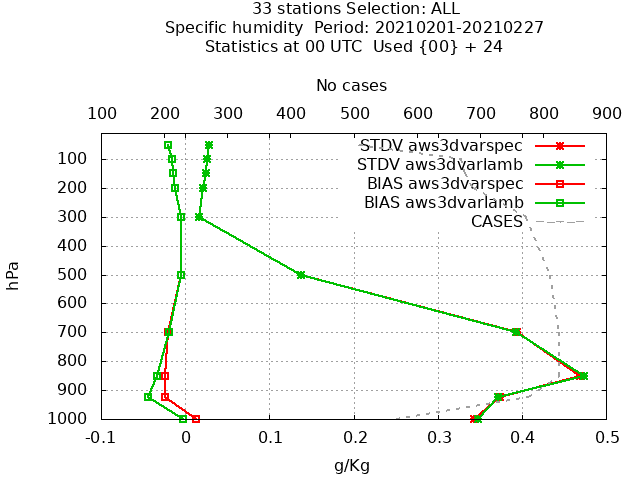 33 stations Selection: ALL
Specific humidity  Period: 20210201-20210227
Statistics at 00 UTC  Used {00} + 24
No cases
100 200 300 400 500 600 700 800 900
STDV aws3dvarspec
STDV aws3dvarlamb
BIAS aws3dvarspec
BIAS aws3dvarlamb
CASES
hPa
100
200
300
400
500
600
700
800
900
1000
-0.1 0 0.1 0.2 0.3 0.4 0.5
g/Kg